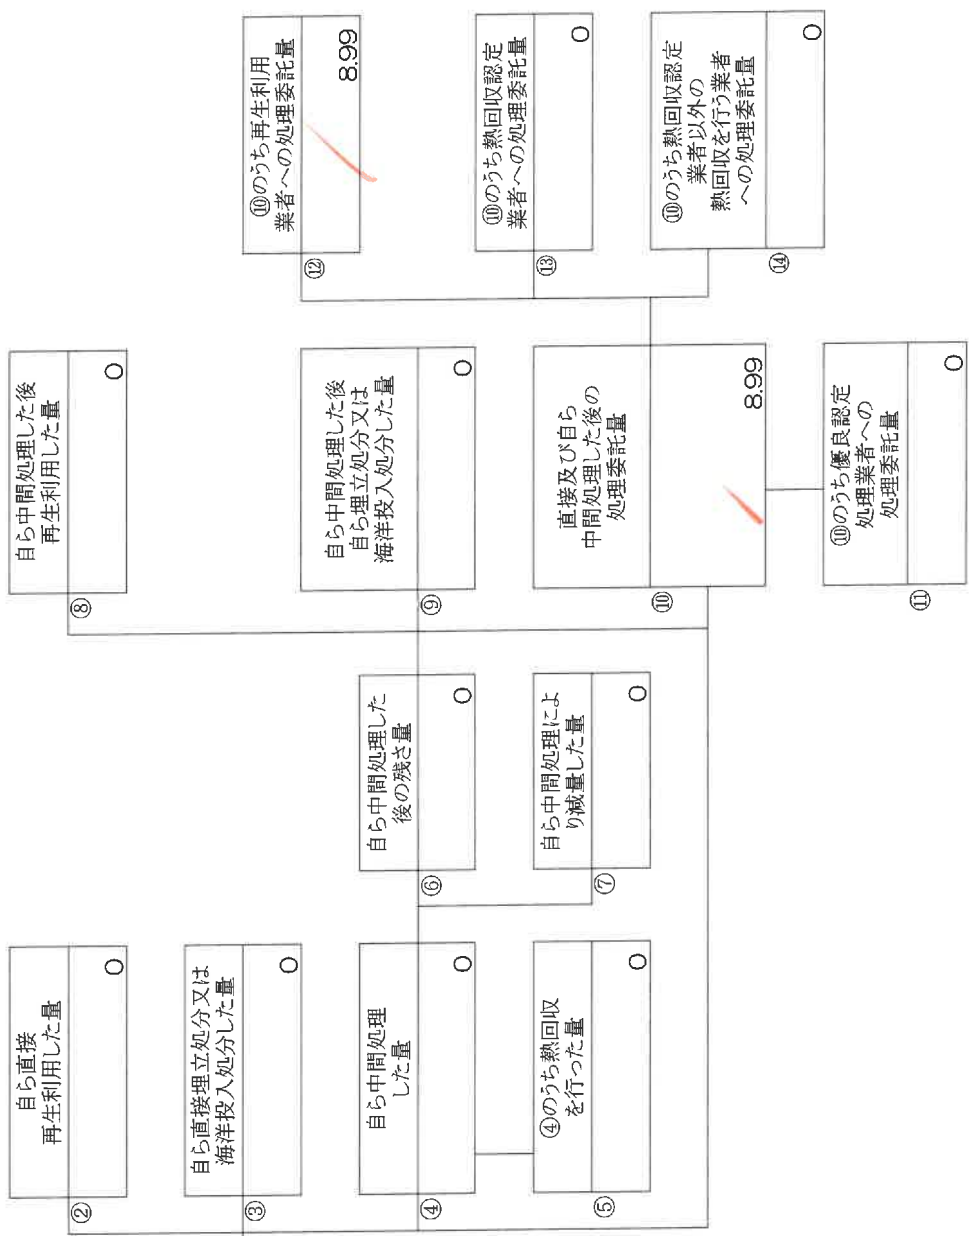 ②
自ら直接
再生利用した量
0
③
自ら直接埋立処分又は
海洋投入処分した量
0
④
自ら中間処理
した量
0
⑤
④のうち熱回収
を行った量
0
⑥
自ら中間処理した
後の残さ量
0
⑦
自ら中間処理によ
り減量した量
0
⑧
自ら中間処理した後
再生利用した量
0
⑨
自ら中間処理した後
自ら埋立処分又は
海洋投入処分した量
0
⑩
直接及び自ら
中間処理した後の
処理委託量
8.99
⑪
⑩のうち優良認定
処理業者への
処理委託量
0
⑫
⑩のうち再生利用
業者への処理委託量
8.99
⑬
⑩のうち熱回収認定
業者への処理委託量
0
⑭
⑩のうち熱回収認定
業者以外の
熱回収を行う業者
への処理委託量
0